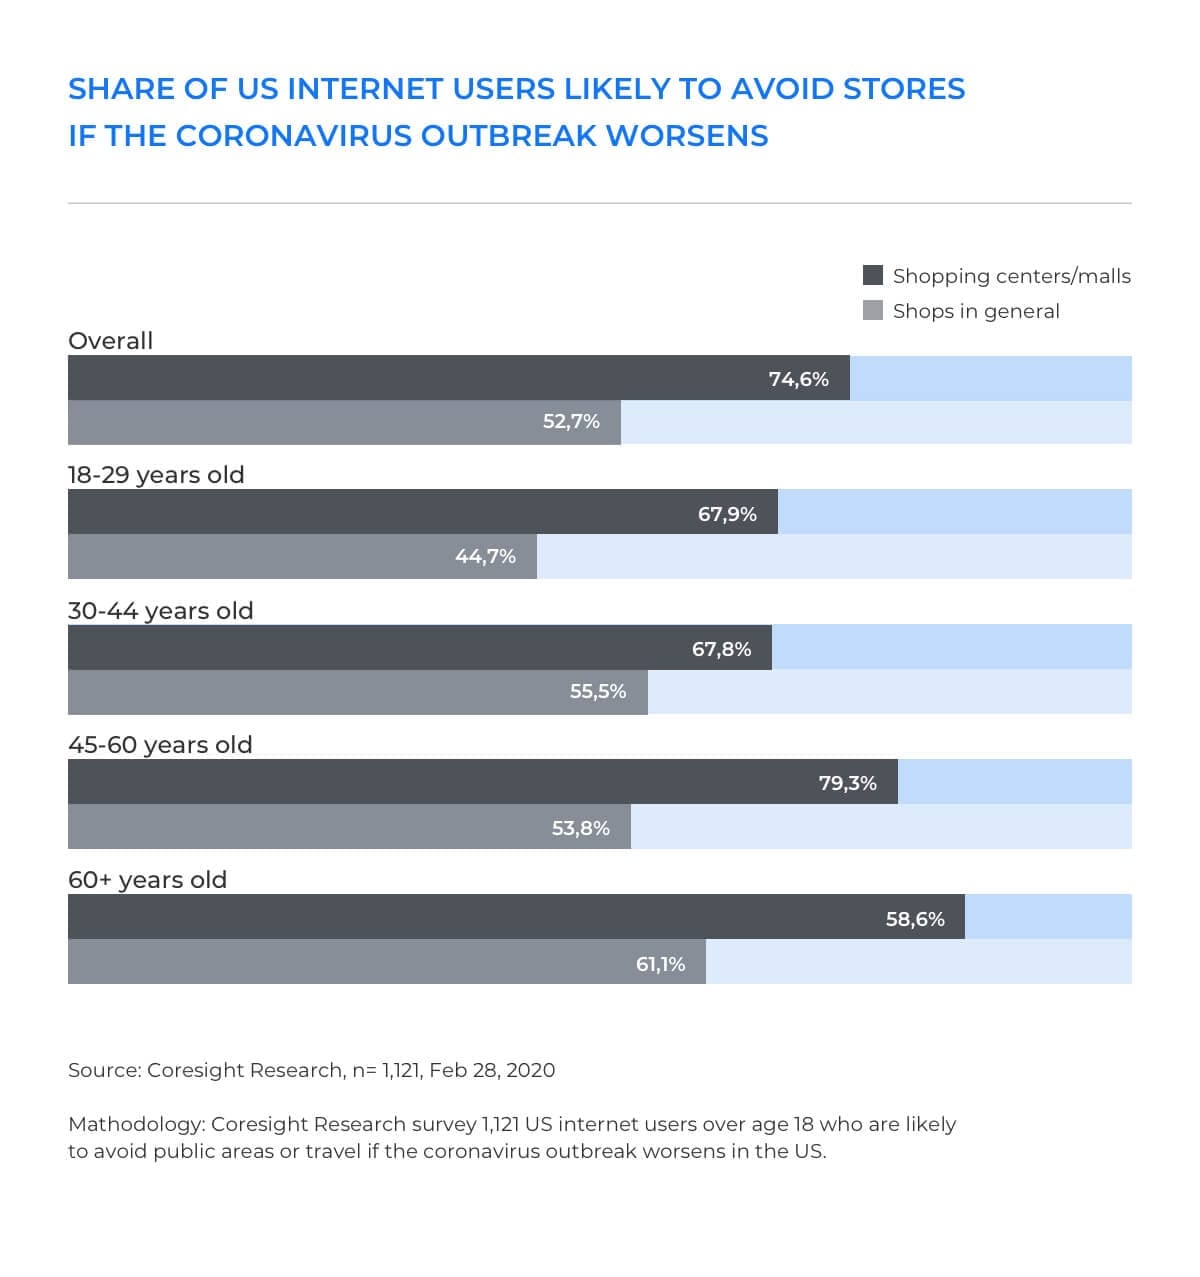 SHARE OF US INTERNET USERS LIKELY TO AVOID STORES
IF THE CORONAVIRUS OUTBREAK WORSENS
Shopping centers/malls
Shops in general
Overall
74,6%
52,7%
18-29 years old
67,9%
44,7%
30-44 years old
67,8%
55,5%
45-60 years old
79,3%
53,8%
60+ years old
58,6%
61,1%
Source: Coresight Research, n= 1,121, Feb 28, 2020
Mathodology: Coresight Research survey 1,121 US internet users over age 18 who are likely
to avoid public areas or travel if the coronavirus outbreak worsens in the US.